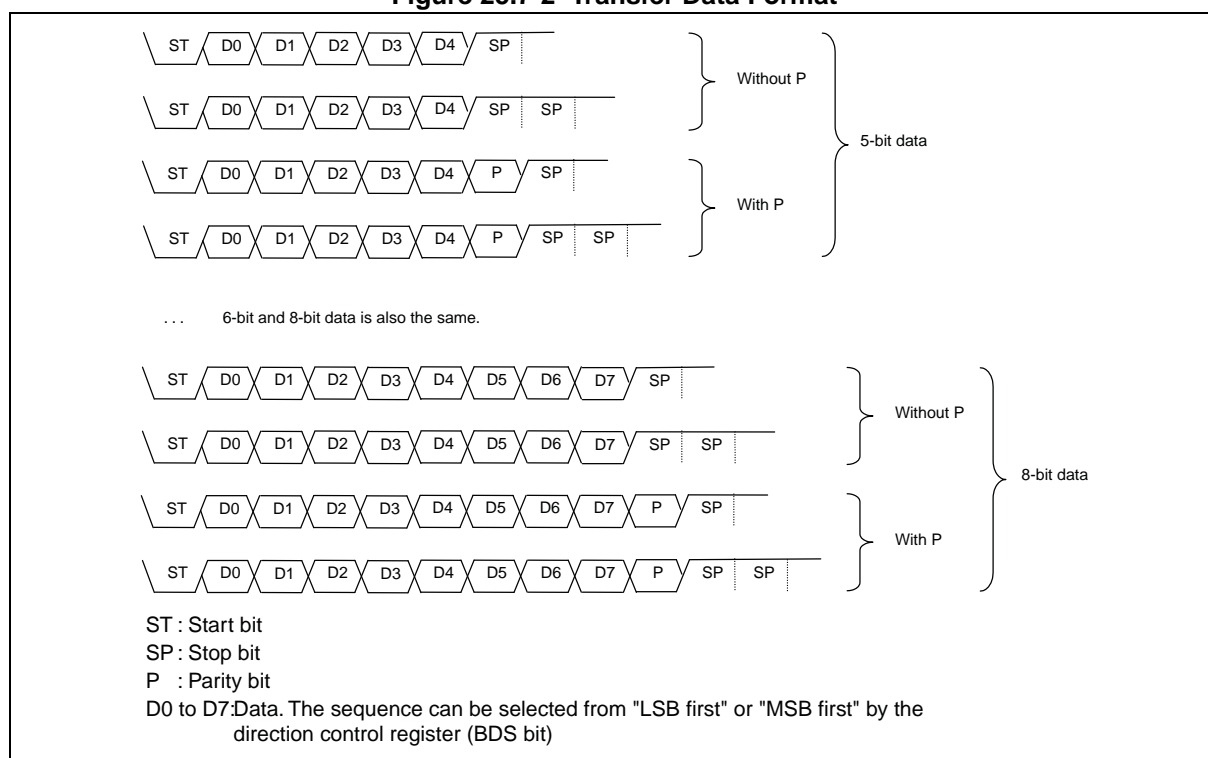 Figure 23.7-2 Transfer Data Format
ST D0 D1 D2 D3 D4 SP
Without P
ST D0 D1 D2 D3 D4 SP SP
5-bit data
ST D0 D1 D2 D3 D4 P SP
With P
ST D0 D1 D2 D3 D4 P SP SP
. . . 6-bit and 8-bit data is also the same.
ST D0 D1 D2 D3 D4 D5 D6 D7 SP
Without P
ST D0 D1 D2 D3 D4 D5 D6 D7 SP SP
8-bit data
ST D0 D1 D2 D3 D4 D5 D6 D7 P SP
With P
ST D0 D1 D2 D3 D4 D5 D6 D7 P SP SP
ST : Start bit
SP : Stop bit
P : Parity bit
D0 to D7:Data. The sequence can be selected from "LSB first" or "MSB first" by the
direction control register (BDS bit)